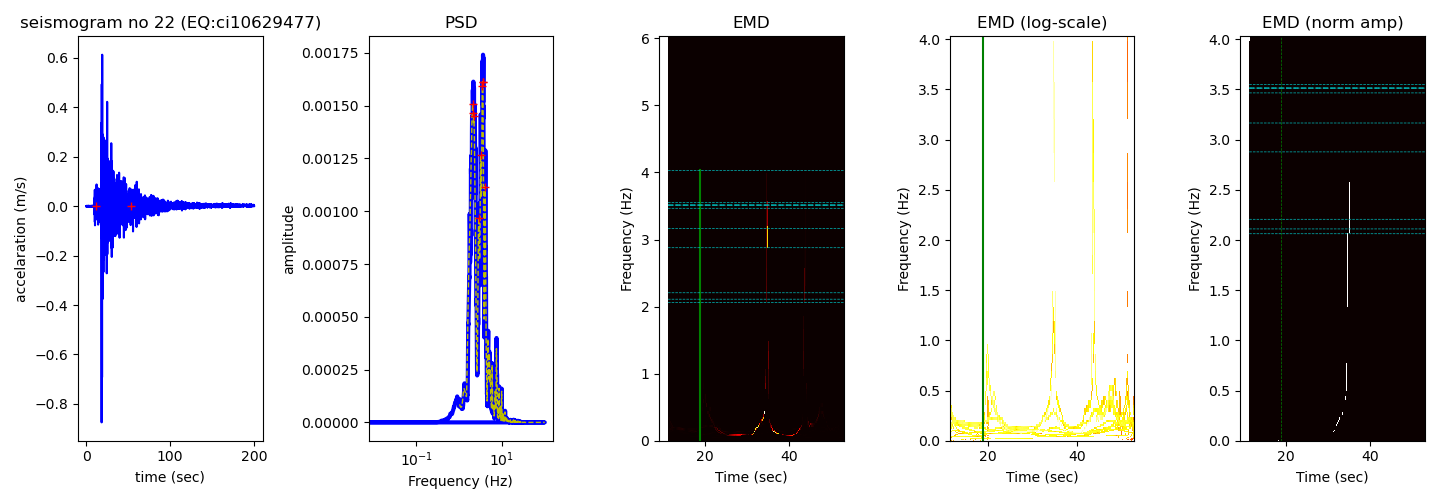 seismogram no 22 (EQ:ci10629477)
accelaration (m/s)
0.6
0.4
0.2
0.0
−0.2
−0.4
−0.6
−0.8
0 100 200
time (sec)
PSD
amplitude
0.00175
0.00150
0.00125
0.00100
0.00075
0.00050
0.00025
0.00000
10⁻¹ 10¹
Frequency (Hz)
EMD
Frequency (Hz)
6
5
4
3
2
1
0
20 40
Time (sec)
EMD (log-scale)
Frequency (Hz)
4.0
3.5
3.0
2.5
2.0
1.5
1.0
0.5
0.0
20 40
Time (sec)
EMD (norm amp)
Frequency (Hz)
4.0
3.5
3.0
2.5
2.0
1.5
1.0
0.5
0.0
20 40
Time (sec)